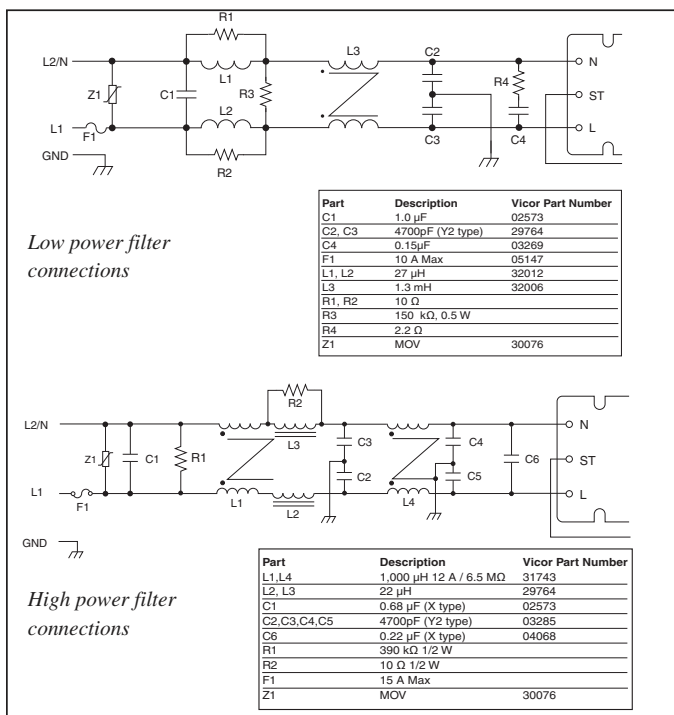 R1
L2/N
L1
L3
C2
N
Z1
C1
R3
R4
ST
L2
L1
F1
L
C3
C4
GND
R2
Low power filter
connections
Part Description Vicor Part Number
C1 1.0 µF 02573
C2, C3 4700pF (Y2 type) 29764
C4 0.15µF 03269
F1 10 A Max 05147
L1, L2 27 µH 32012
L3 1.3 mH 32006
R1, R2 10 Ω
R3 150 kΩ, 0.5 W
R4 2.2 Ω
Z1 MOV 30076
R2
L2/N
N
L3
C3
C4
Z1
C1
R1
C6
ST
C2
C5
L1
F1
L1
L2
L4
L
GND
High power filter
connections
Part Description Vicor Part Number
L1,L4 1,000 µH 12 A / 6.5 MΩ 31743
L2, L3 22 µH 29764
C1 0.68 µF (X type) 02573
C2,C3,C4,C5 4700pF (Y2 type) 03285
C6 0.22 µF (X type) 04068
R1 390 kΩ 1/2 W
R2 10 Ω 1/2 W
F1 15 A Max
Z1 MOV 30076